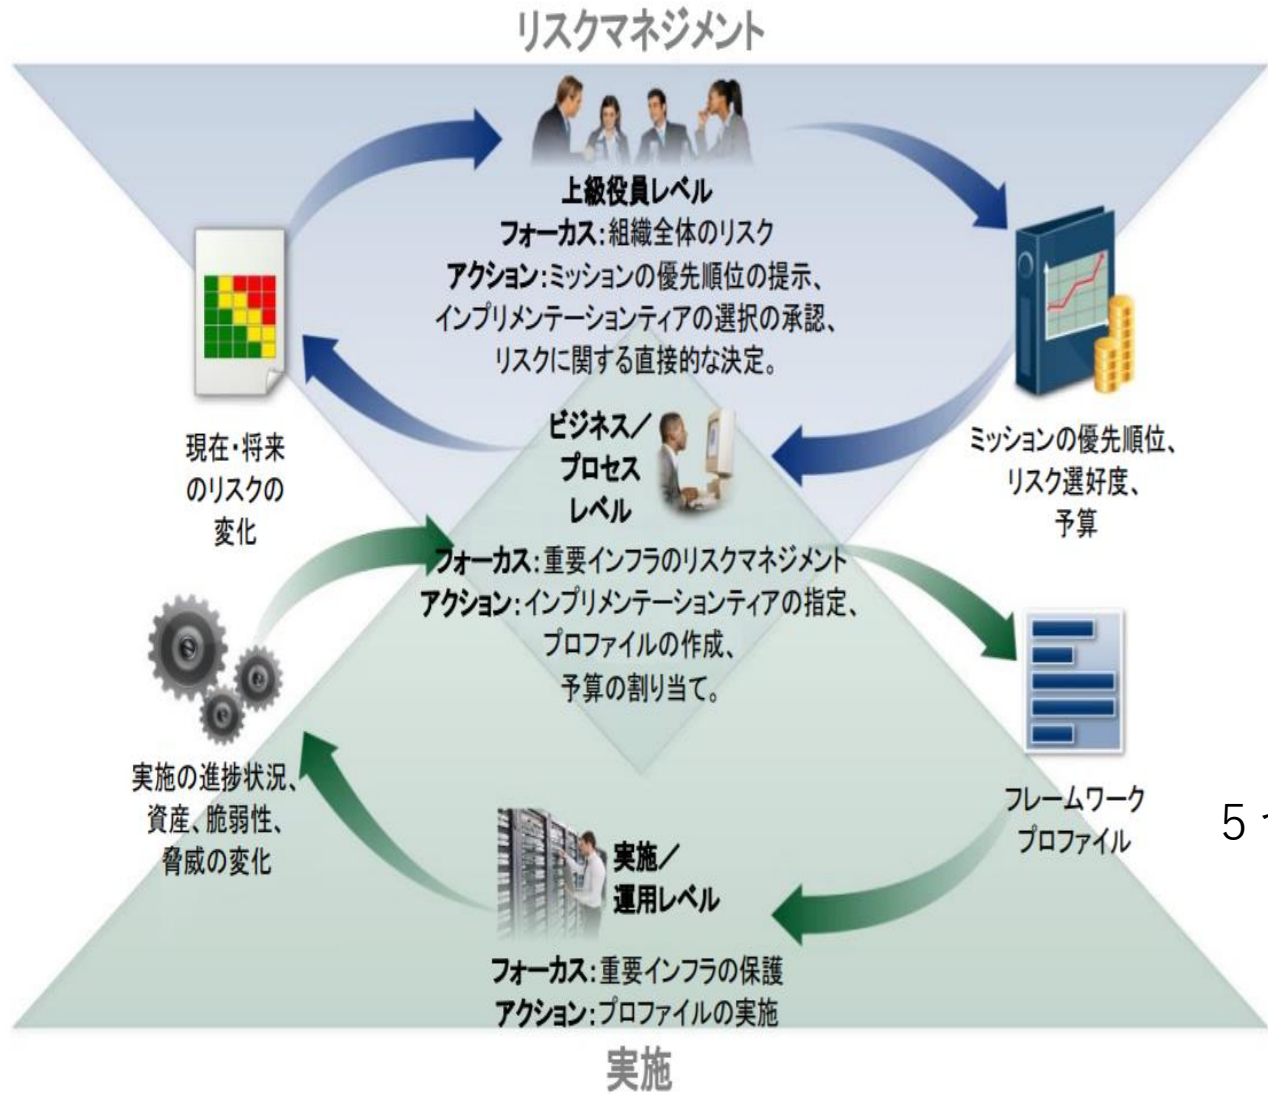 リスクマネジメント
上級役員レベル
フォーカス：組織全体のリスク
アクション：ミッションの優先順位の提示、
インプリメンテーションティアの選択の承認、
リスクに関する直接的な決定。
現在・将来
のリスクの
変化
ビジネス／
プロセス
レベル
ミッションの優先順位、
リスク選好度、
予算
フォーカス：重要インフラのリスクマネジメント
アクション：インプリメンテーションティアの指定、
プロファイルの作成、
予算の割り当て。
実施の進捗状況、
資産、脆弱性、
脅威の変化
フレームワーク
プロファイル
5
実施／
運用レベル
フォーカス：重要インフラの保護
アクション：プロファイルの実施
実施